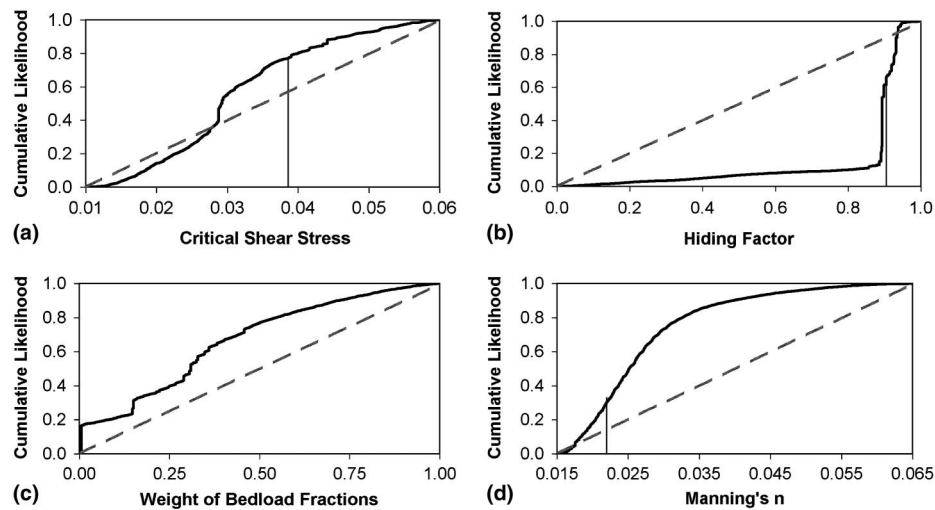 Cumulative Likelihood
1.0
0.8
0.6
0.4
0.2
0.0
0.01 0.02 0.03 0.04 0.05 0.06
(a) Critical Shear Stress
Cumulative Likelihood
1.0
0.8
0.6
0.4
0.2
0.0
0.0 0.2 0.4 0.6 0.8 1.0
(b) Hiding Factor
Cumulative Likelihood
1.0
0.8
0.6
0.4
0.2
0.0
0.00 0.25 0.50 0.75 1.00
(c) Weight of Bedload Fractions
Cumulative Likelihood
1.0
0.8
0.6
0.4
0.2
0.0
0.015 0.025 0.035 0.045 0.055 0.065
(d) Manning's n